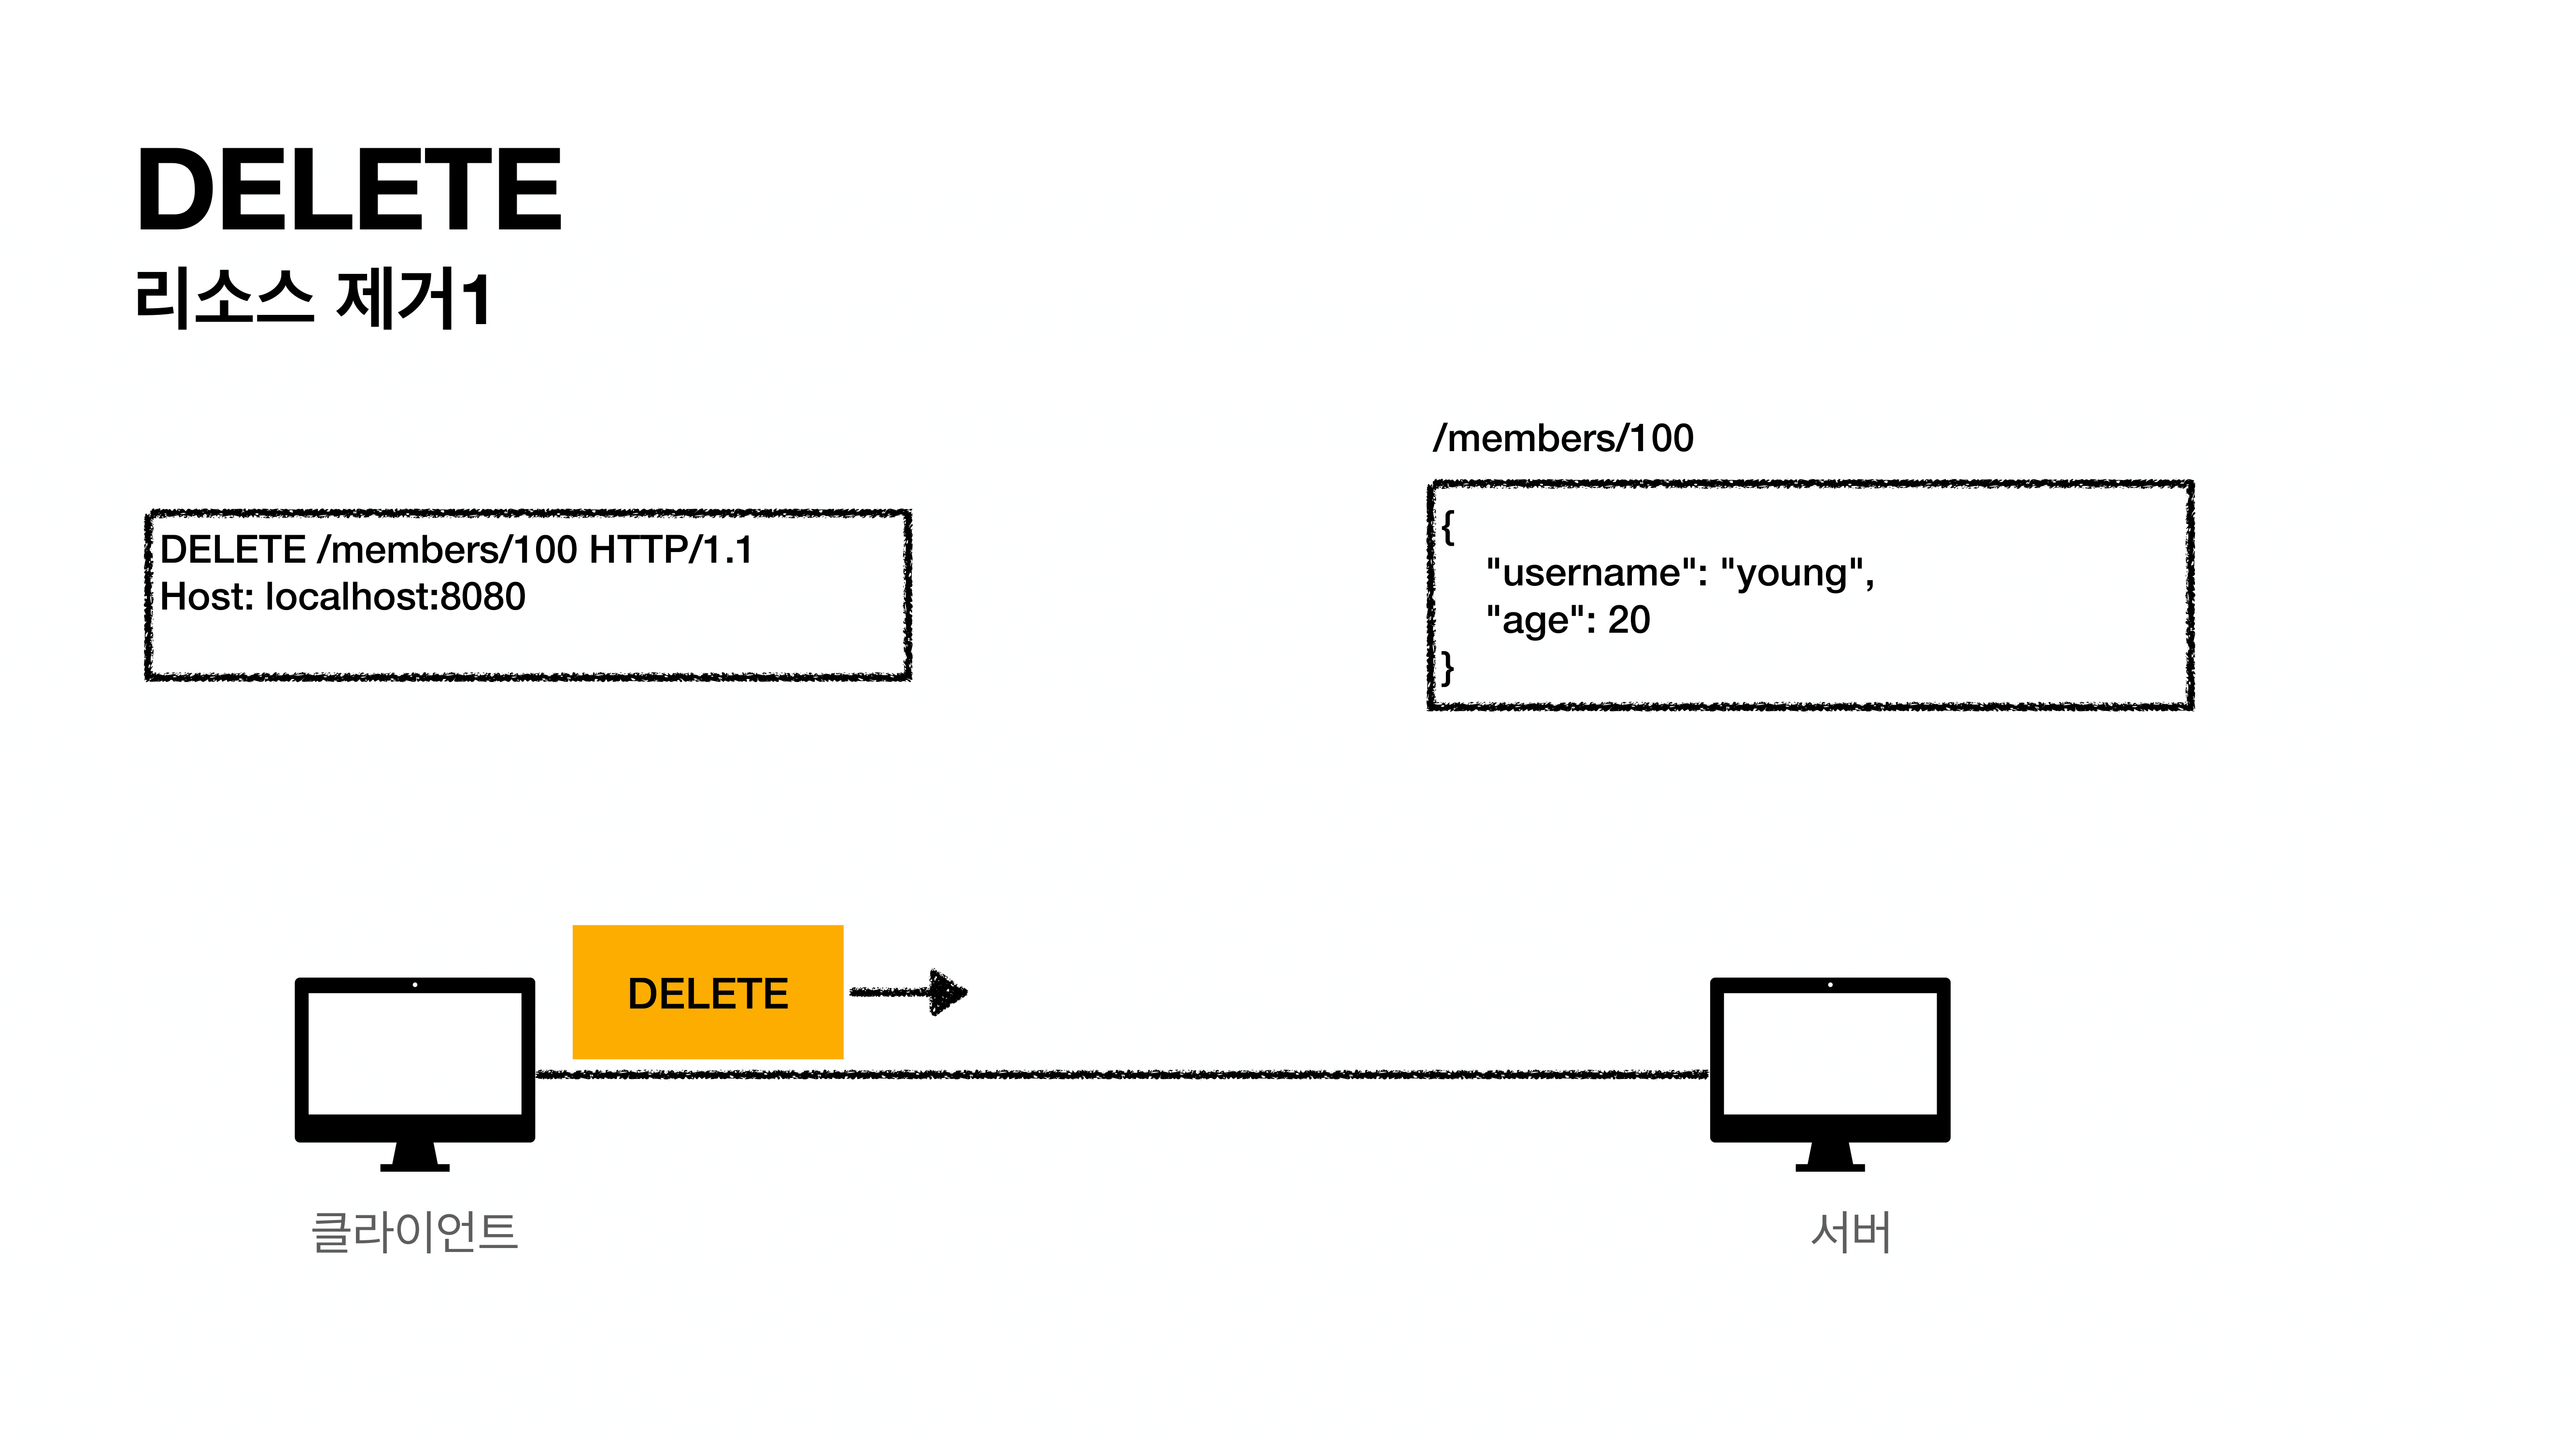 DELETE
리소스 제거1
DELETE /members/100 HTTP/1.1
Host: localhost:8080
/members/100
{
"username": "young",
"age": 20
}
DELETE
클라이언트
서버